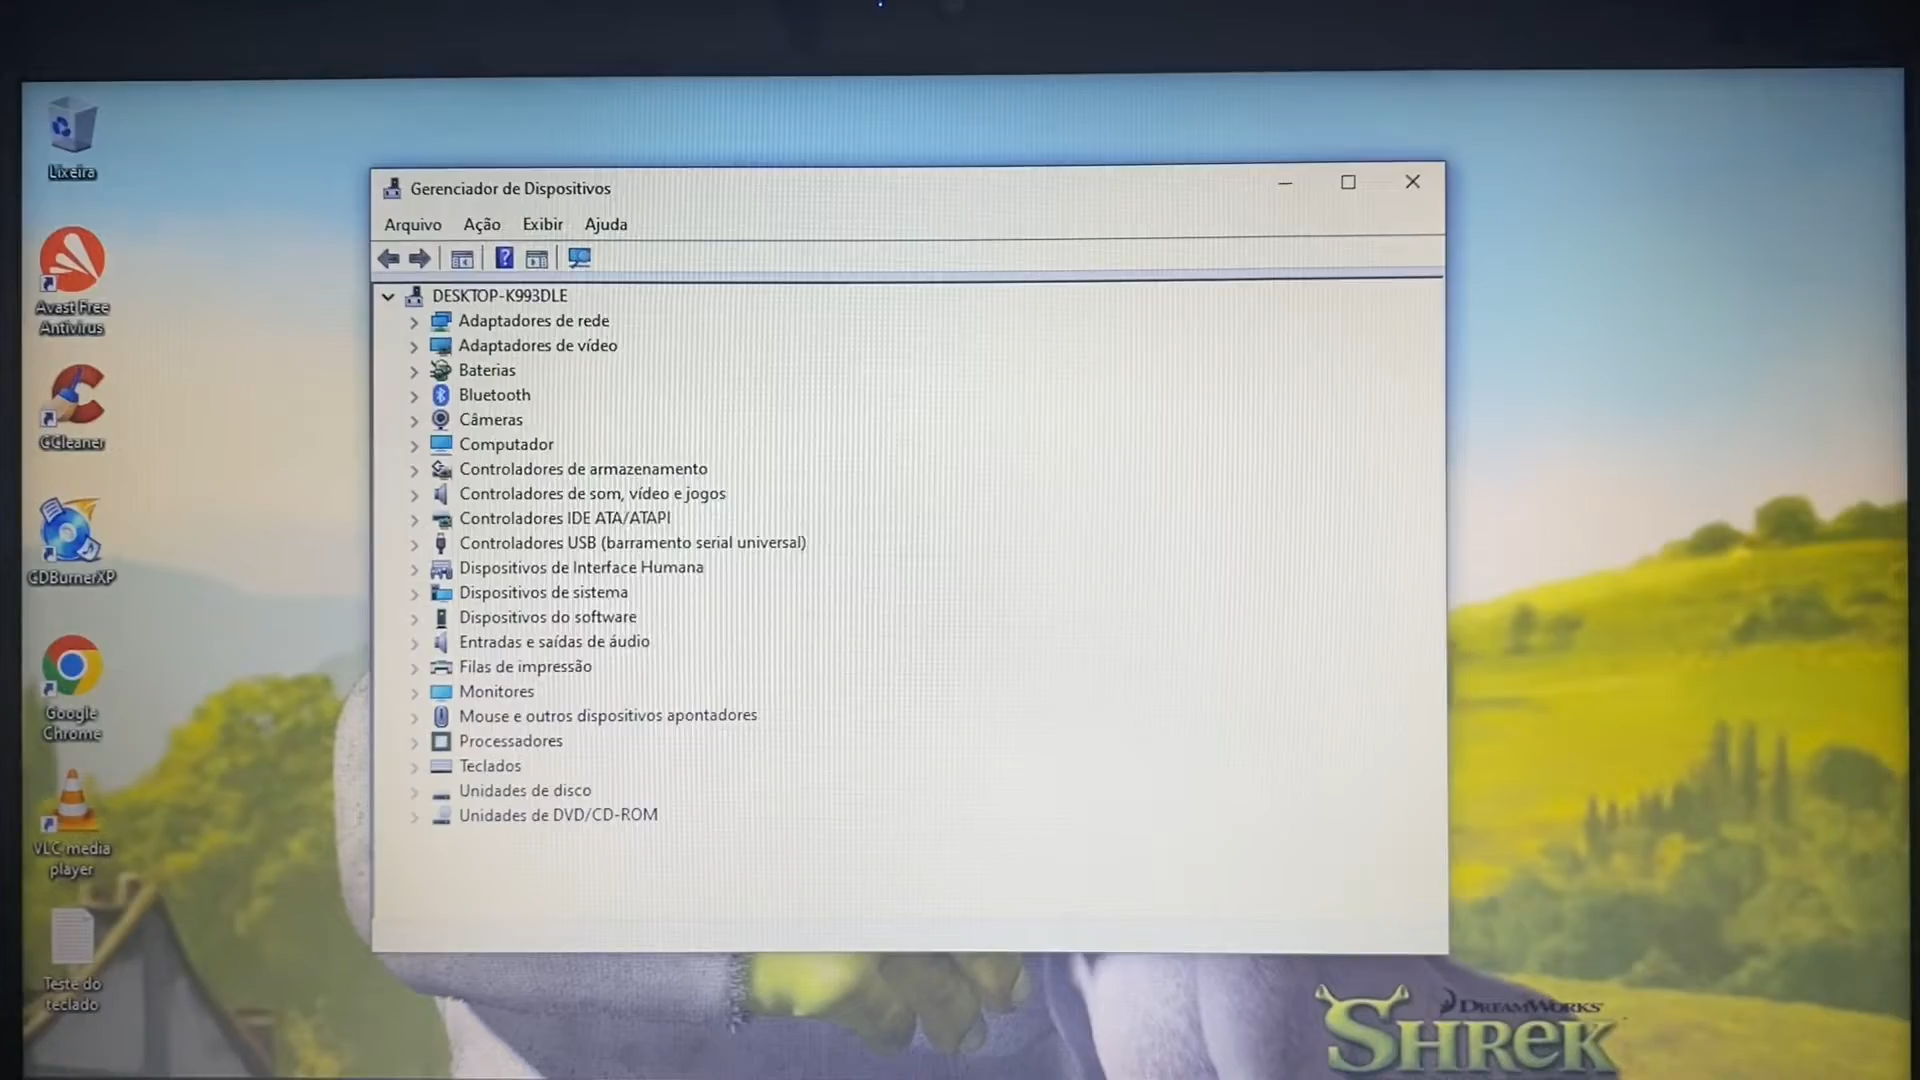 Lixeira
Avast Free
Antivirus
CCleaner
CDBurnerXP
Google
Chrome
VLC media
player
Teste do
teclado
Gerenciador de Dispositivos
Arquivo Ação Exibir Ajuda
DESKTOP-K993DLE
Adaptadores de rede
Adaptadores de vídeo
Baterias
Bluetooth
Câmeras
Computador
Controladores de armazenamento
Controladores de som, vídeo e jogos
Controladores IDE ATA/ATAPI
Controladores USB (barramento serial universal)
Dispositivos de Interface Humana
Dispositivos de sistema
Dispositivos do software
Entradas e saídas de áudio
Filas de impressão
Monitores
Mouse e outros dispositivos apontadores
Processadores
Teclados
Unidades de disco
Unidades de DVD/CD-ROM
DREAMWORKS
SHREK